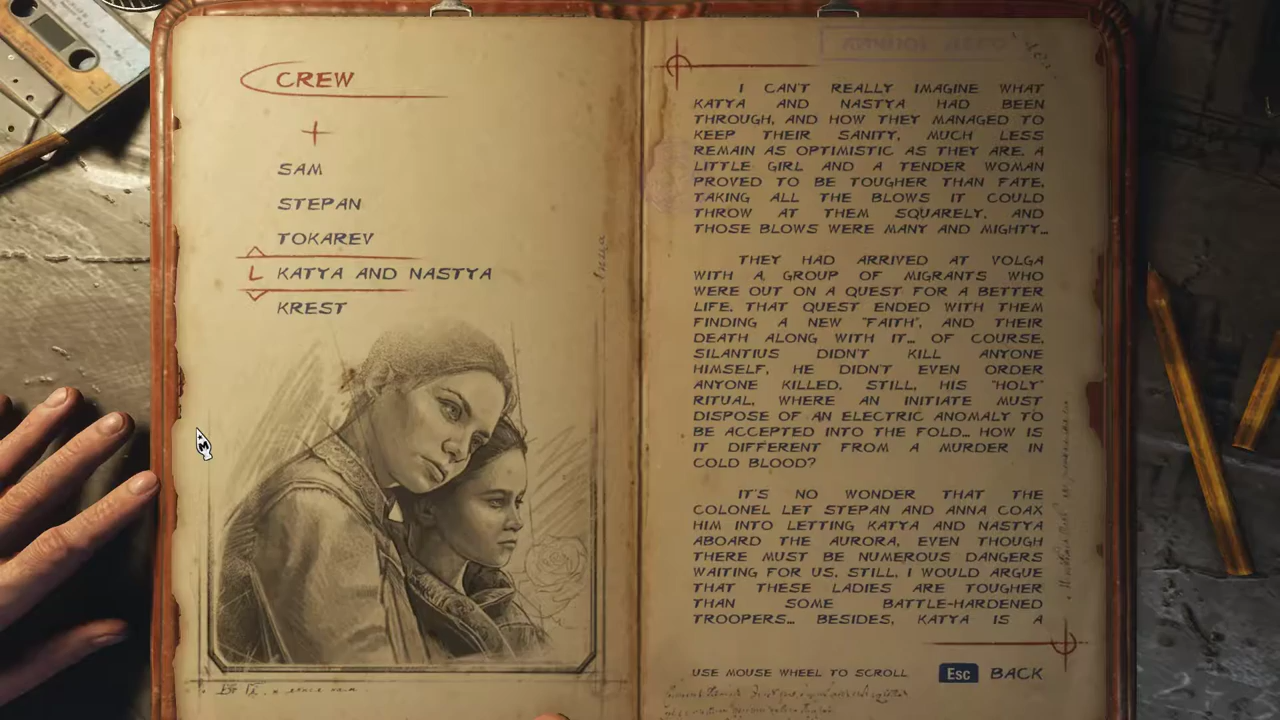 CREW
SAM
STEPAN
TOKAREV
KATYA AND NASTYA
KREST
I CAN'T REALLY IMAGINE WHAT
KATYA AND NASTYA HAD BEEN
THROUGH, AND HOW THEY MANAGED TO
KEEP THEIR SANITY, MUCH LESS
REMAIN AS OPTIMISTIC AS THEY ARE. A
LITTLE GIRL AND A TENDER WOMAN
PROVED TO BE TOUGHER THAN FATE,
TAKING ALL THE BLOWS IT COULD
THROW AT THEM SQUARELY. AND
THOSE BLOWS WERE MANY AND MIGHTY...
THEY HAD ARRIVED AT VOLGA
WITH A GROUP OF MIGRANTS WHO
WERE OUT ON A QUEST FOR A BETTER
LIFE. THAT QUEST ENDED WITH THEM
FINDING A NEW "FAITH", AND THEIR
DEATH ALONG WITH IT... OF COURSE,
SILANTIUS DIDN'T KILL ANYONE
HIMSELF, HE DIDN'T EVEN ORDER
ANYONE KILLED. STILL, HIS "HOLY"
RITUAL, WHERE AN INITIATE MUST
DISPOSE OF AN ELECTRIC ANOMALY TO
BE ACCEPTED INTO THE FOLD... HOW IS
IT DIFFERENT FROM A MURDER IN
COLD BLOOD?
IT'S NO WONDER THAT THE
COLONEL LET STEPAN AND ANNA COAX
HIM INTO LETTING KATYA AND NASTYA
ABOARD THE AURORA, EVEN THOUGH
THERE MUST BE NUMEROUS DANGERS
WAITING FOR US. STILL, I WOULD ARGUE
THAT THESE LADIES ARE TOUGHER
THAN SOME BATTLE-HARDENED
TROOPERS... BESIDES, KATYA IS A
USE MOUSE WHEEL TO SCROLL Esc BACK